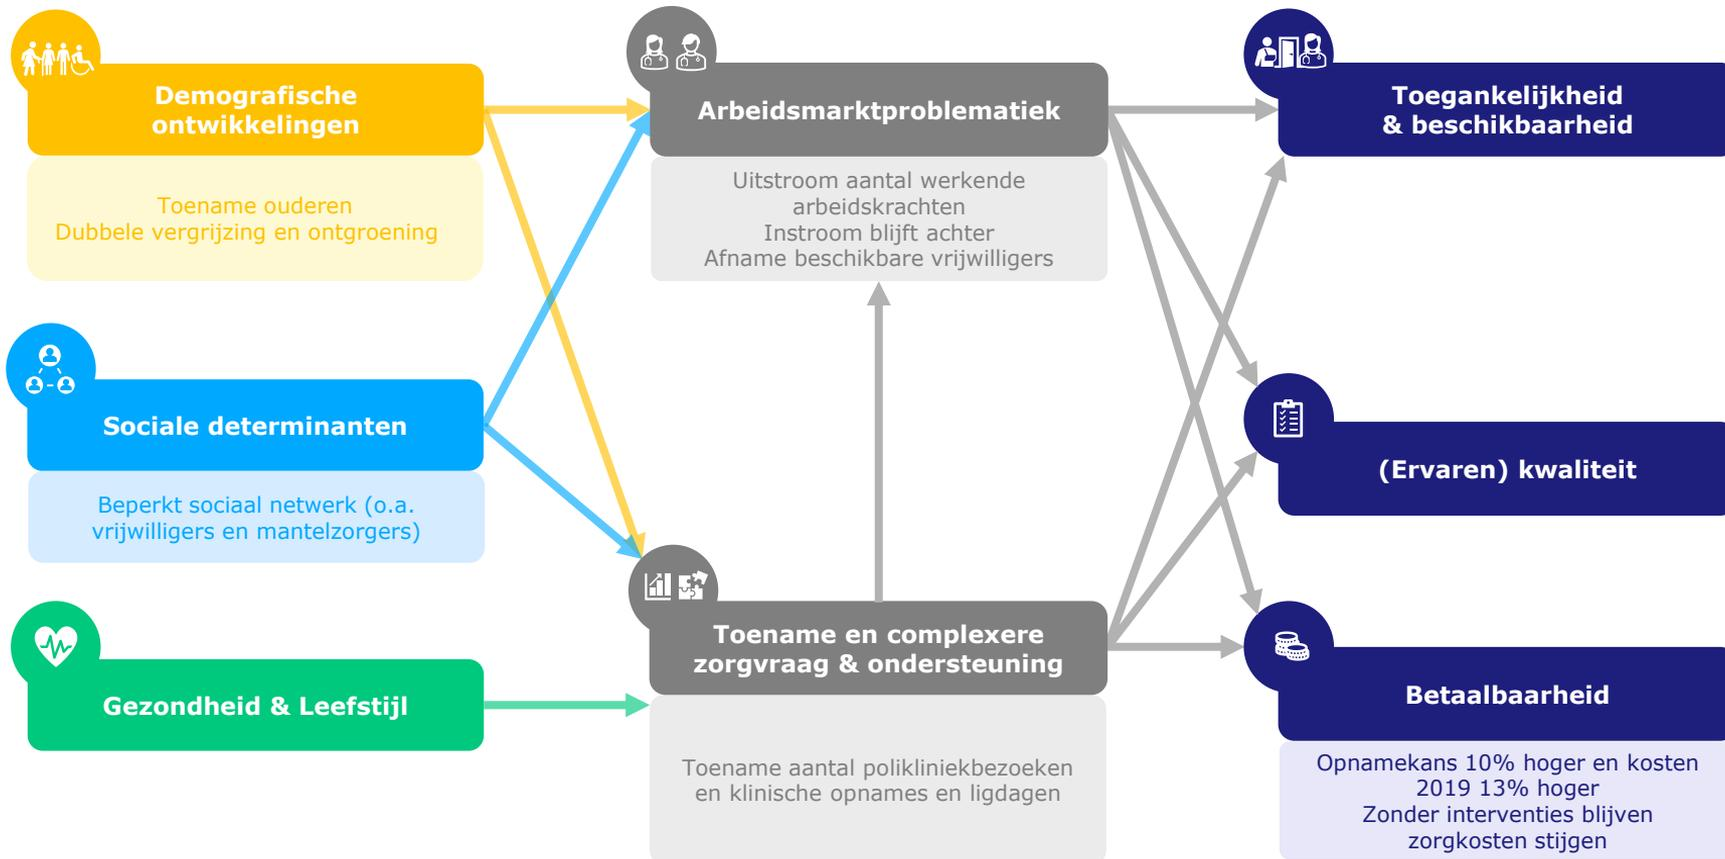 Demografische
ontwikkelingen
Toename ouderen
Dubbele vergrijzing en ontgroening
Sociale determinanten
Beperkt sociaal netwerk (o.a.
vrijwilligers en mantelzorgers)
Gezondheid & Leefstijl
Arbeidsmarktproblematiek
Uitstroom aantal werkende
arbeidskrachten
Instroom blijft achter
Afname beschikbare vrijwilligers
Toename en complexere
zorgvraag & ondersteuning
Toename aantal polikliniekbezoeken
en klinische opnames en ligdagen
Toegankelijkheid
& beschikbaarheid
(Ervaren) kwaliteit
Betaalbaarheid
Opnamekans 10% hoger en kosten
2019 13% hoger
Zonder interventies blijven
zorgkosten stijgen